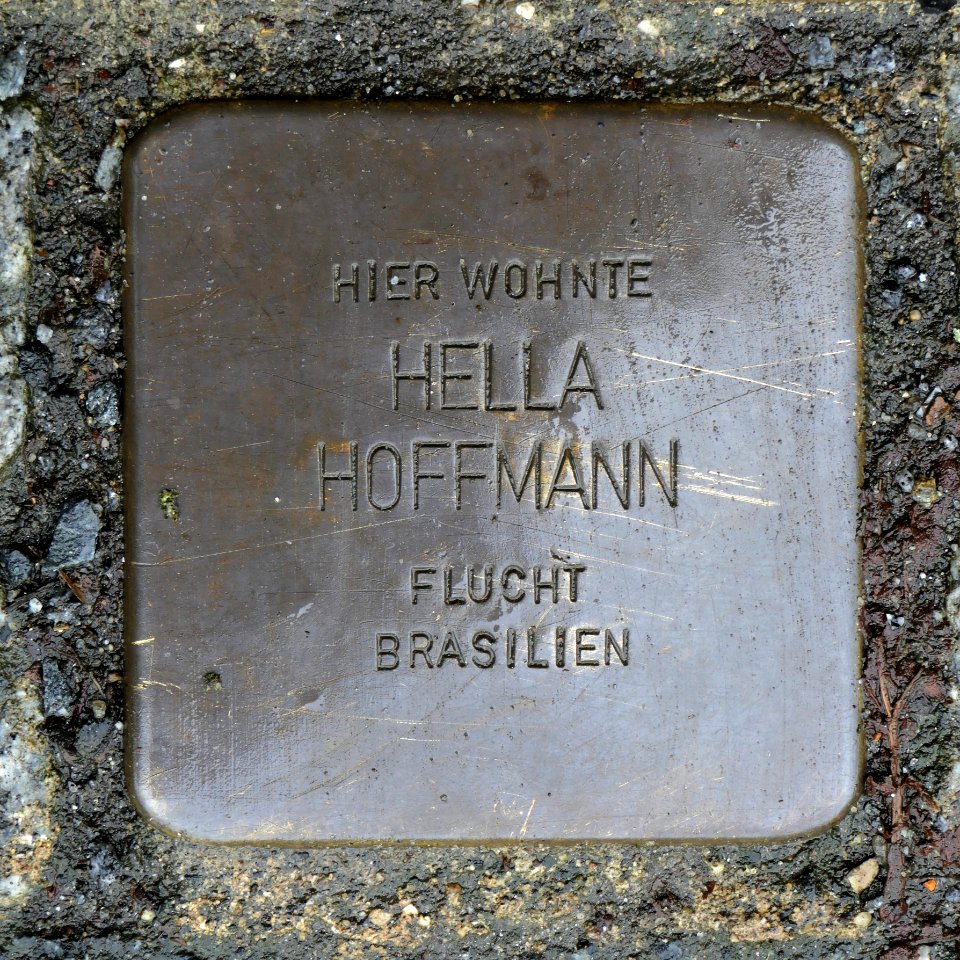 HIER WOHNTE
HELLA
HOFFMANN
FLUCHT
BRASILIEN